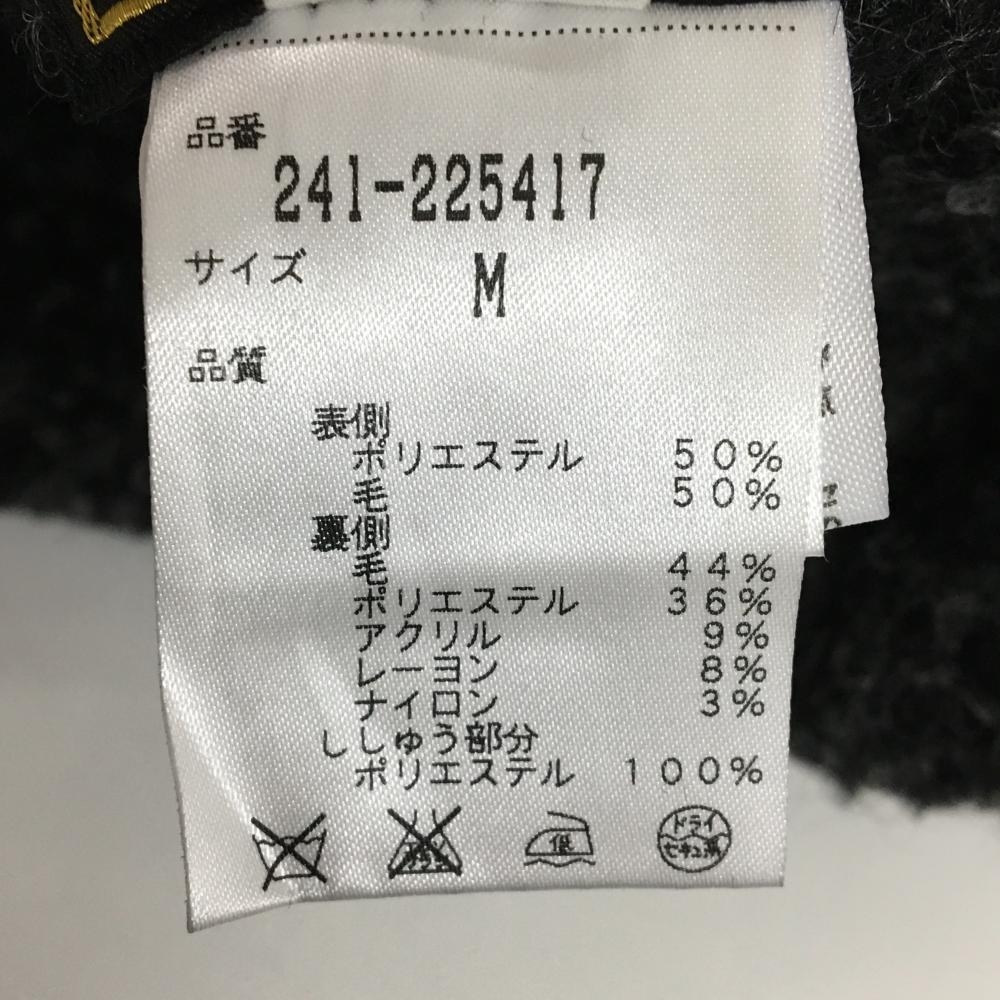 品番
241-225417
サイズ
M
品質
表側
ポリエステル 50%
毛 50%
裏側
毛 44%
ポリエステル 36%
アクリル 9%
レーヨン 8%
ナイロン 3%
ししゅう部分
ポリエステル 100%
低
ドライ
セキユ系